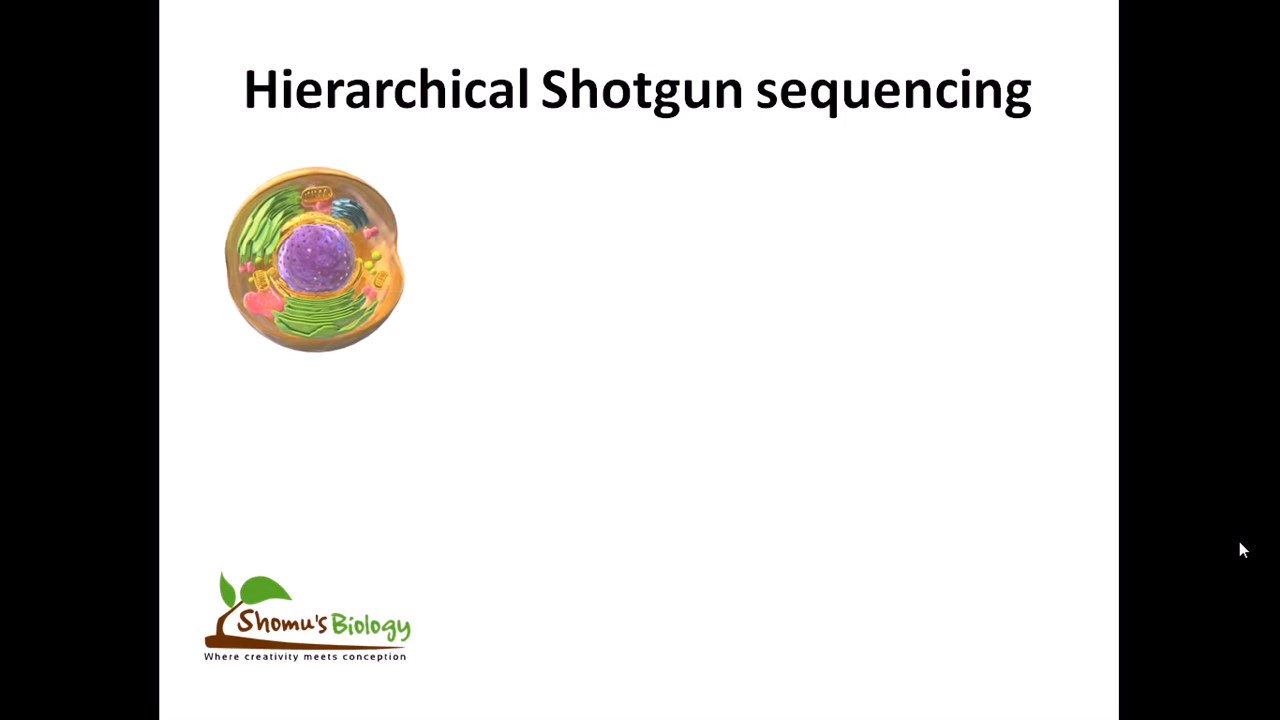 Hierarchical Shotgun sequencing
Shomu's Biology
Where creativity meets conception